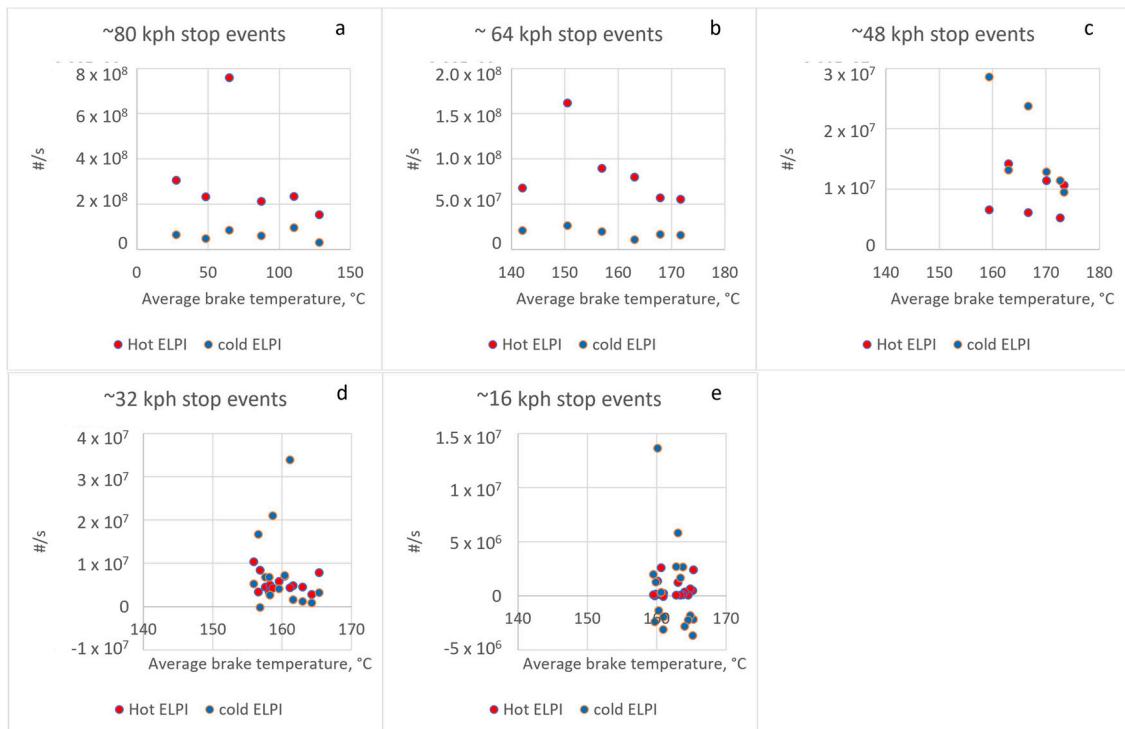 ~80 kph stop events a
8 x 10⁸
6 x 10⁸
4 x 10⁸
2 x 10⁸
0
#/s
0 50 100 150
Average brake temperature, °C
Hot ELPI cold ELPI
~ 64 kph stop events b
2.0 x 10⁸
1.5 x 10⁸
1.0 x 10⁸
5.0 x 10⁷
0
#/s
140 150 160 170 180
Average brake temperature, °C
Hot ELPI cold ELPI
~48 kph stop events c
3 x 10⁷
2 x 10⁷
1 x 10⁷
0
#/s
140 150 160 170 180
Average brake temperature, °C
Hot ELPI cold ELPI
~32 kph stop events d
4 x 10⁷
3 x 10⁷
2 x 10⁷
1 x 10⁷
0
-1 x 10⁷
#/s
140 150 160 170
Average brake temperature, °C
Hot ELPI cold ELPI
~16 kph stop events e
1.5 x 10⁷
1 x 10⁷
5 x 10⁶
0
-5 x 10⁶
#/s
140 150 160 170
Average brake temperature, °C
Hot ELPI cold ELPI